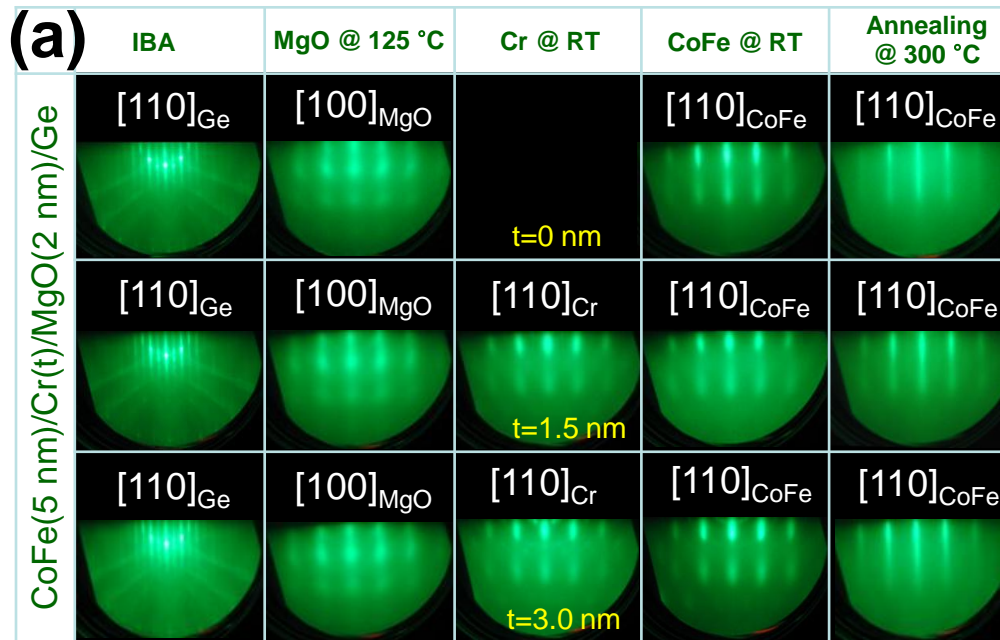 (a)
IBA
MgO @ 125 °C
Cr @ RT
CoFe @ RT
Annealing
@ 300 °C
CoFe(5 nm)/Cr(t)/MgO(2 nm)/Ge
[110]Ge
[100]MgO
t=0 nm
[110]CoFe
[110]CoFe
[110]Ge
[100]MgO
[110]Cr
t=1.5 nm
[110]CoFe
[110]CoFe
[110]Ge
[100]MgO
[110]Cr
t=3.0 nm
[110]CoFe
[110]CoFe